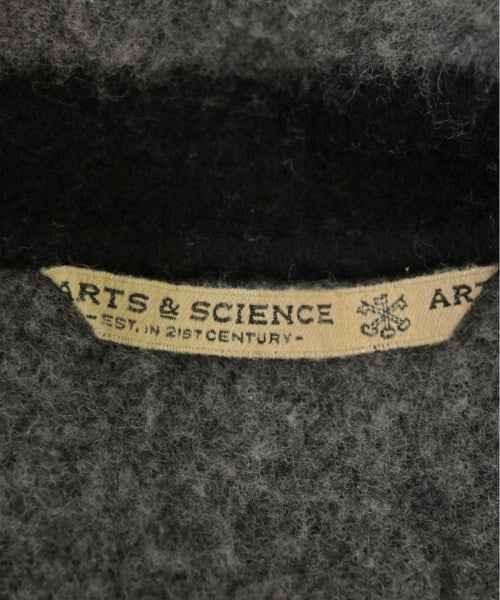 ARTS & SCIENCE ART
-EST. IN 21ST CENTURY-